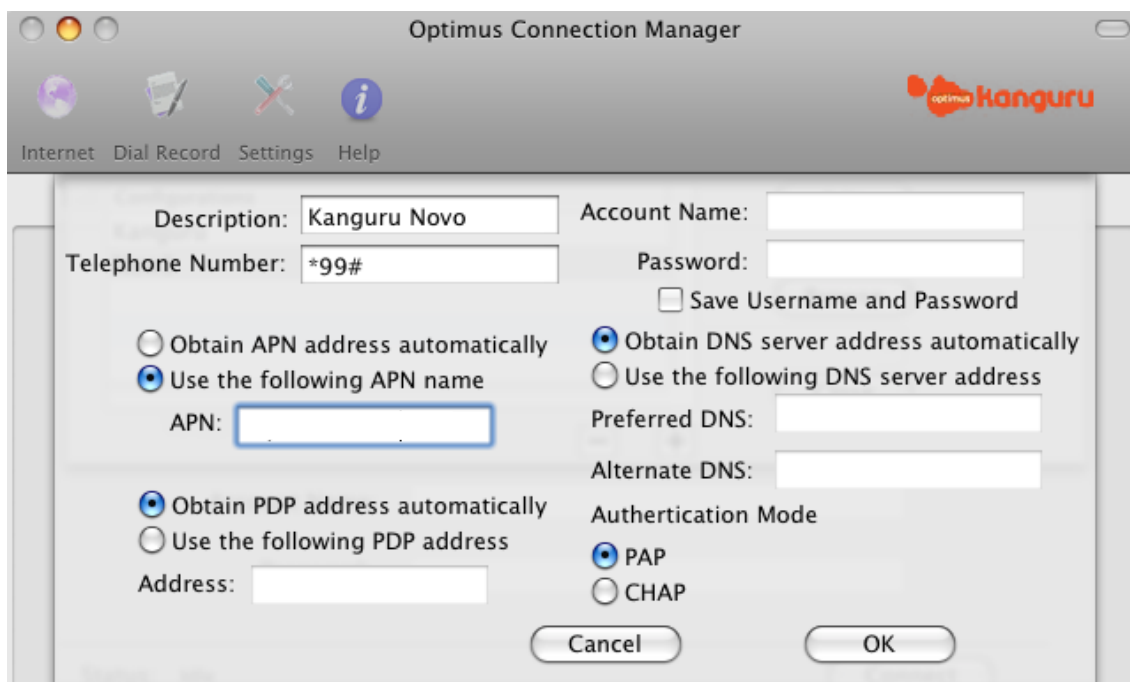 Optimus Connection Manager
Internet Dial Record Settings Help
optimus kanguru
Description: Kanguru Novo
Telephone Number: *99#
Account Name:
Password:
Save Username and Password
Obtain APN address automatically
Use the following APN name
APN:
Obtain DNS server address automatically
Use the following DNS server address
Preferred DNS:
Alternate DNS:
Obtain PDP address automatically
Use the following PDP address
Address:
Authertication Mode
PAP
CHAP
Cancel OK